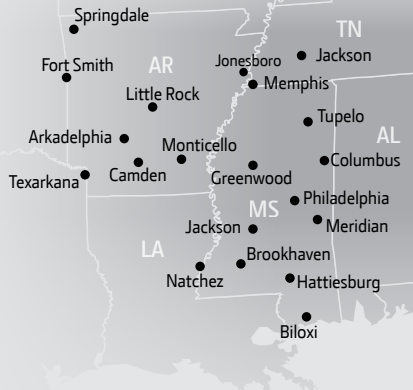 Springdale
TN
Jackson
Jonesboro
Fort Smith
AR
Memphis
Little Rock
Tupelo
Arkadelphia
Monticello
AL
Columbus
Camden
Greenwood
Texarkana
Philadelphia
MS
Jackson
Meridian
LA
Brookhaven
Natchez
Hattiesburg
Biloxi